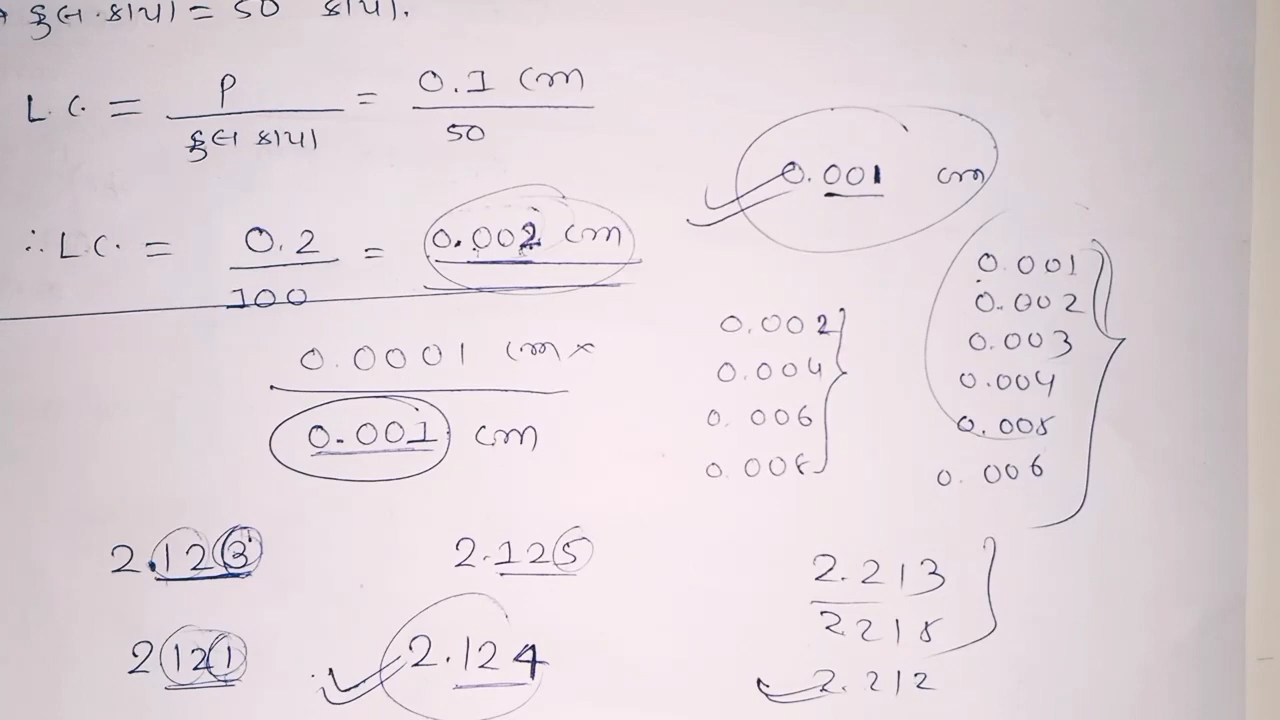 કુલ કાપા = 50 કાપા.
L.C. = P / કુલ કાપા = 0.1 cm / 50
∴ L.C. = 0.2 / 100 = 0.002 cm
0.001 cm
0.0001 cm ×
0.001 cm
0.002
0.004
0.006
0.008
0.001
0.002
0.003
0.004
0.005
0.006
2.123
2.125
2.213
2 121
2.124
2.218
2.212